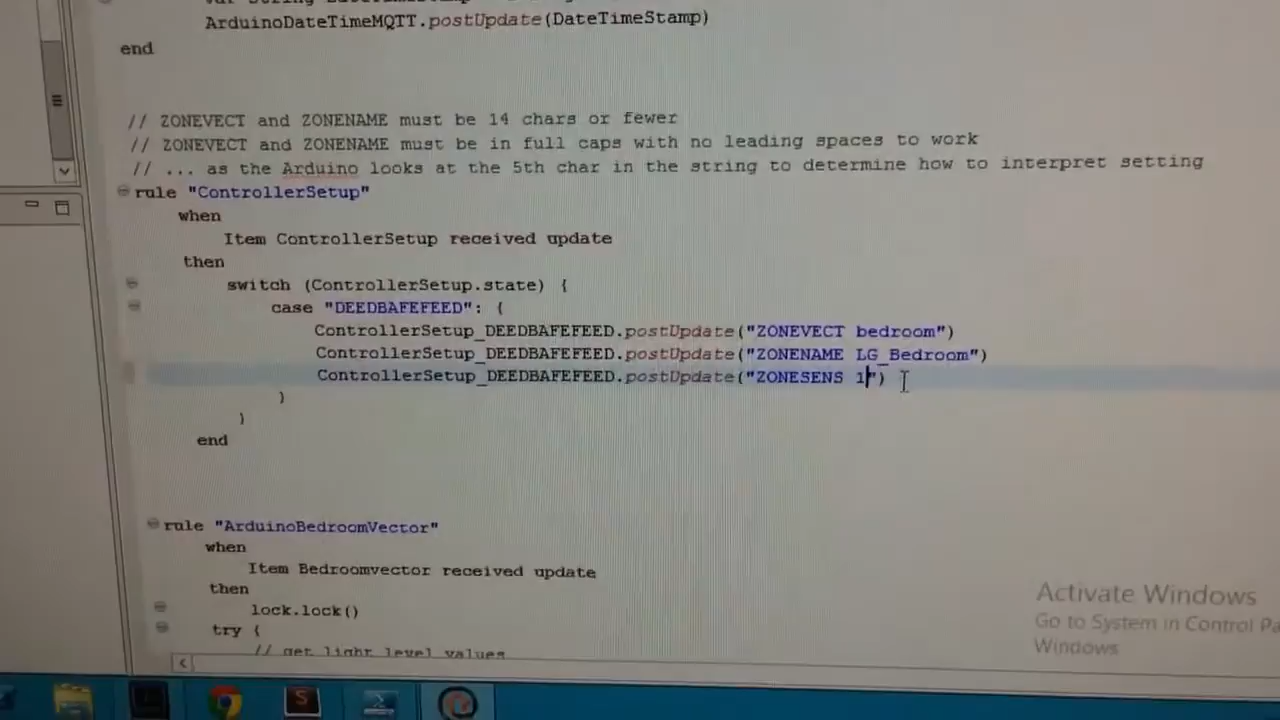 ArduinoDateTimeMQTT.postUpdate(DateTimeStamp)
end
// ZONEVECT and ZONENAME must be 14 chars or fewer
// ZONEVECT and ZONENAME must be in full caps with no leading spaces to work
// ... as the Arduino looks at the 5th char in the string to determine how to interpret setting
rule "ControllerSetup"
when
Item ControllerSetup received update
then
switch (ControllerSetup.state) {
case "DEEDBAFEFEED": {
ControllerSetup_DEEDBAFEFEED.postUpdate("ZONEVECT bedroom")
ControllerSetup_DEEDBAFEFEED.postUpdate("ZONENAME LG_Bedroom")
ControllerSetup_DEEDBAFEFEED.postUpdate("ZONESENS 1")
}
}
end
rule "ArduinoBedroomVector"
when
Item Bedroomvector received update
then
lock.lock()
try {
// get light level values
Activate Windows
Go to System in Control
Windows